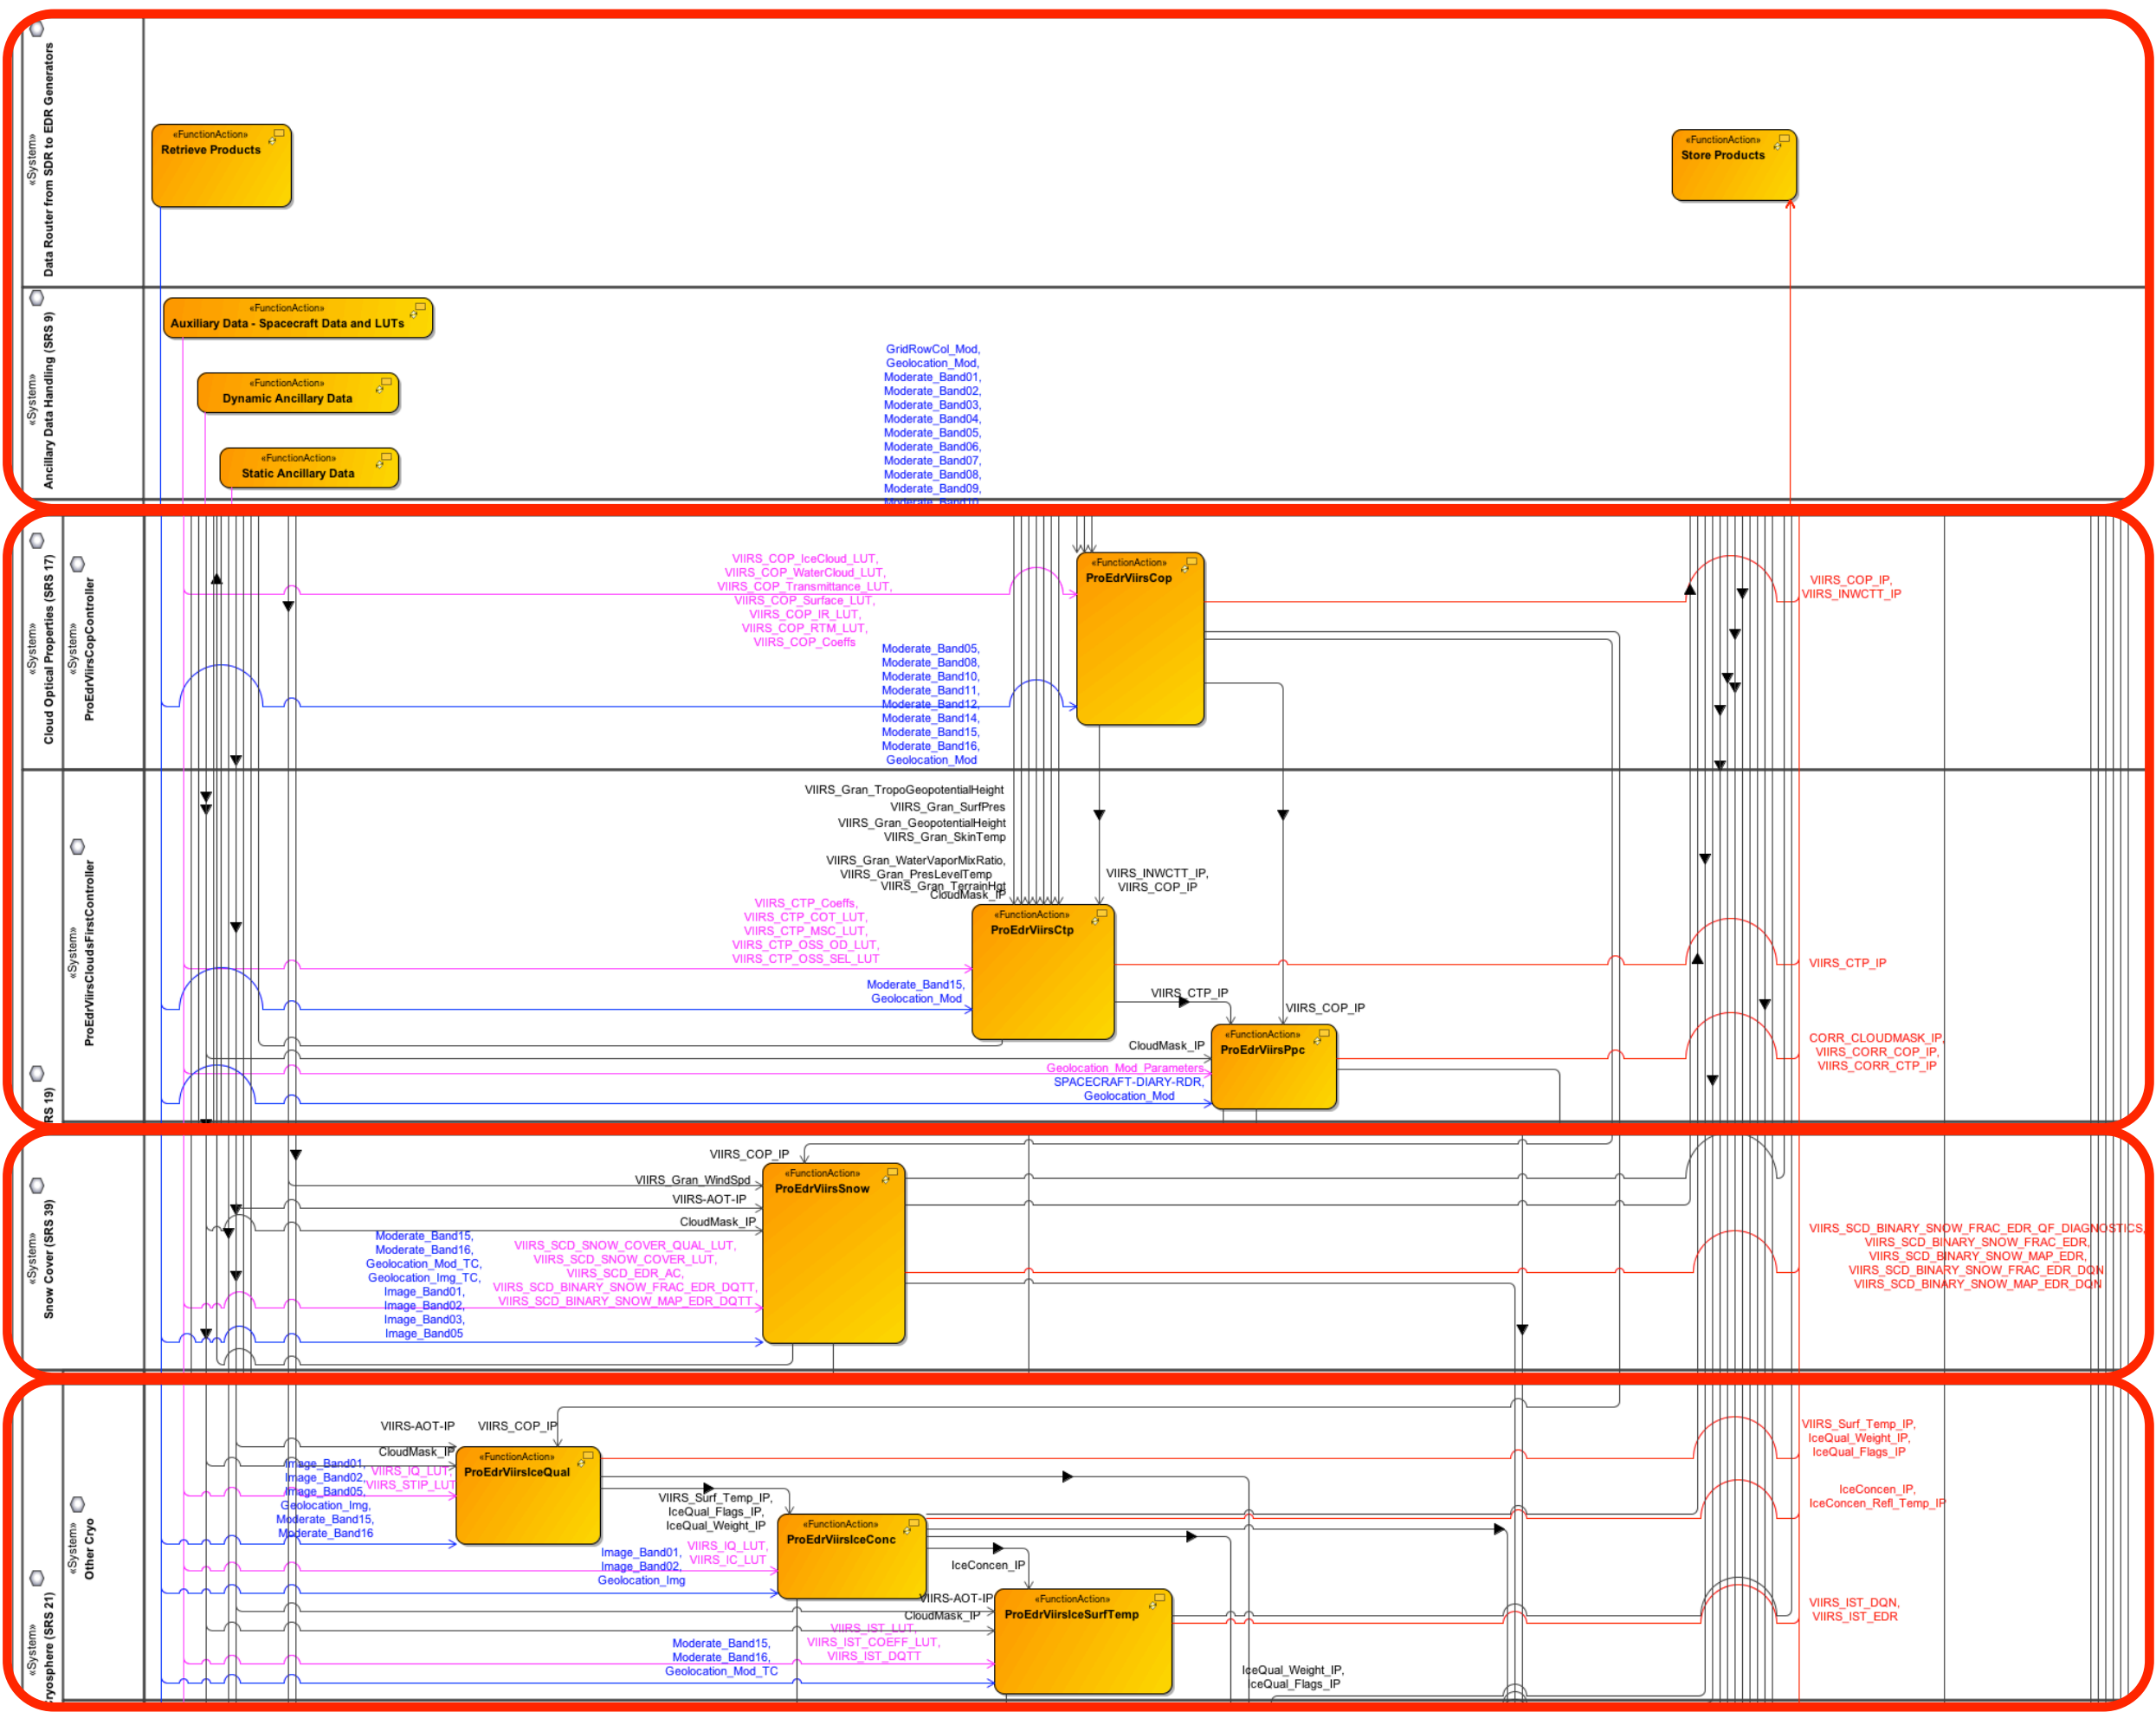 «System»
Data Router from SDR to EDR Generators
«FunctionAction»
Retrieve Products
«FunctionAction»
Store Products
«System»
Ancillary Data Handling (SRS 9)
«FunctionAction»
Auxiliary Data - Spacecraft Data and LUTs
«FunctionAction»
Dynamic Ancillary Data
«FunctionAction»
Static Ancillary Data
GridRowCol_Mod,
Geolocation_Mod,
Moderate_Band01,
Moderate_Band02,
Moderate_Band03,
Moderate_Band04,
Moderate_Band05,
Moderate_Band06,
Moderate_Band07,
Moderate_Band08,
Moderate_Band09,
Moderate_Band10
«System»
Cloud Optical Properties (SRS 17)
«System»
ProEdrViirsCopController
VIIRS_COP_IceCloud_LUT,
VIIRS_COP_WaterCloud_LUT,
VIIRS_COP_Transmittance_LUT,
VIIRS_COP_Surface_LUT,
VIIRS_COP_IR_LUT,
VIIRS_COP_RTM_LUT,
VIIRS_COP_Coeffs
Moderate_Band05,
Moderate_Band08,
Moderate_Band10,
Moderate_Band11,
Moderate_Band12,
Moderate_Band14,
Moderate_Band15,
Moderate_Band16,
Geolocation_Mod
«FunctionAction»
ProEdrViirsCop
VIIRS_COP_IP,
VIIRS_INWCTT_IP
RS 19)
«System»
ProEdrViirsCloudsFirstController
VIIRS_Gran_TropoGeopotentialHeight
VIIRS_Gran_SurfPres
VIIRS_Gran_GeopotentialHeight
VIIRS_Gran_SkinTemp
VIIRS_Gran_WaterVaporMixRatio,
VIIRS_Gran_PresLevelTemp
VIIRS_Gran_TerrainHgt
CloudMask_IP
VIIRS_INWCTT_IP,
VIIRS_COP_IP
VIIRS_CTP_Coeffs,
VIIRS_CTP_COT_LUT,
VIIRS_CTP_MSC_LUT,
VIIRS_CTP_OSS_OD_LUT,
VIIRS_CTP_OSS_SEL_LUT
Moderate_Band15,
Geolocation_Mod
«FunctionAction»
ProEdrViirsCtp
VIIRS_CTP_IP
VIIRS_CTP_IP
VIIRS_COP_IP
CloudMask_IP
Geolocation_Mod_Parameters
SPACECRAFT-DIARY-RDR,
Geolocation_Mod
«FunctionAction»
ProEdrViirsPpc
CORR_CLOUDMASK_IP,
VIIRS_CORR_COP_IP,
VIIRS_CORR_CTP_IP
«System»
Snow Cover (SRS 39)
VIIRS_COP_IP
VIIRS_Gran_WindSpd
VIIRS-AOT-IP
CloudMask_IP
Moderate_Band15,
Moderate_Band16,
Geolocation_Mod_TC,
Geolocation_Img_TC,
Image_Band01,
Image_Band02,
Image_Band03,
Image_Band05
VIIRS_SCD_SNOW_COVER_QUAL_LUT,
VIIRS_SCD_SNOW_COVER_LUT,
VIIRS_SCD_EDR_AC,
VIIRS_SCD_BINARY_SNOW_FRAC_EDR_DQTT,
VIIRS_SCD_BINARY_SNOW_MAP_EDR_DQTT
«FunctionAction»
ProEdrViirsSnow
VIIRS_SCD_BINARY_SNOW_FRAC_EDR_QF_DIAGNOSTICS,
VIIRS_SCD_BINARY_SNOW_FRAC_EDR,
VIIRS_SCD_BINARY_SNOW_MAP_EDR,
VIIRS_SCD_BINARY_SNOW_FRAC_EDR_DQN
VIIRS_SCD_BINARY_SNOW_MAP_EDR_DQN
«System»
ryosphere (SRS 21)
«System»
Other Cryo
VIIRS-AOT-IP
VIIRS_COP_IP
CloudMask_IP
Image_Band01,
Image_Band02,
Image_Band05,
Geolocation_Img,
Moderate_Band15,
Moderate_Band16
VIIRS_IQ_LUT,
VIIRS_STIP_LUT
«FunctionAction»
ProEdrViirsIceQual
VIIRS_Surf_Temp_IP,
IceQual_Weight_IP,
IceQual_Flags_IP
VIIRS_Surf_Temp_IP,
IceQual_Flags_IP,
IceQual_Weight_IP
Image_Band01,
Image_Band02,
Geolocation_Img
VIIRS_IQ_LUT,
VIIRS_IC_LUT
«FunctionAction»
ProEdrViirsIceConc
IceConcen_IP,
IceConcen_Refl_Temp_IP
IceConcen_IP
VIIRS-AOT-IP
CloudMask_IP
VIIRS_IST_LUT,
VIIRS_IST_COEFF_LUT,
VIIRS_IST_DQTT
Moderate_Band15,
Moderate_Band16,
Geolocation_Mod_TC
«FunctionAction»
ProEdrViirsIceSurfTemp
VIIRS_IST_DQN,
VIIRS_IST_EDR
IceQual_Weight_IP,
IceQual_Flags_IP